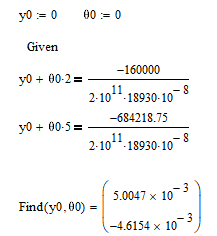 y0 := 0 θ0 := 0
Given
y0 + θ0·2 = −160000 / 2·10^11·18930·10^−8
y0 + θ0·5 = −684218.75 / 2·10^11·18930·10^−8
Find(y0, θ0) = ( 5.0047 × 10^−3
−4.6154 × 10^−3 )